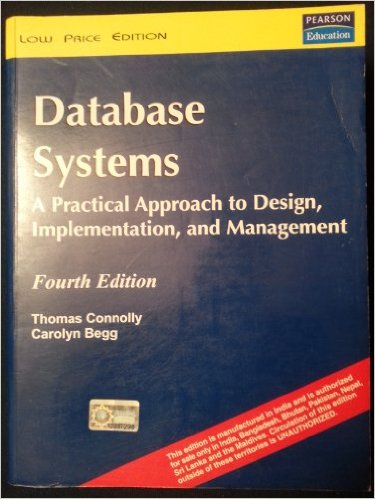 LOW PRICE EDITION
PEARSON
Education
Database
Systems
A Practical Approach to Design,
Implementation, and Management
Fourth Edition
Thomas Connolly
Carolyn Begg
This edition is manufactured in India and is authorized
for sale only in India, Bangladesh, Bhutan, Pakistan, Nepal,
Sri Lanka and the Maldives. Circulation of this edition
outside of these territories is UNAUTHORIZED.